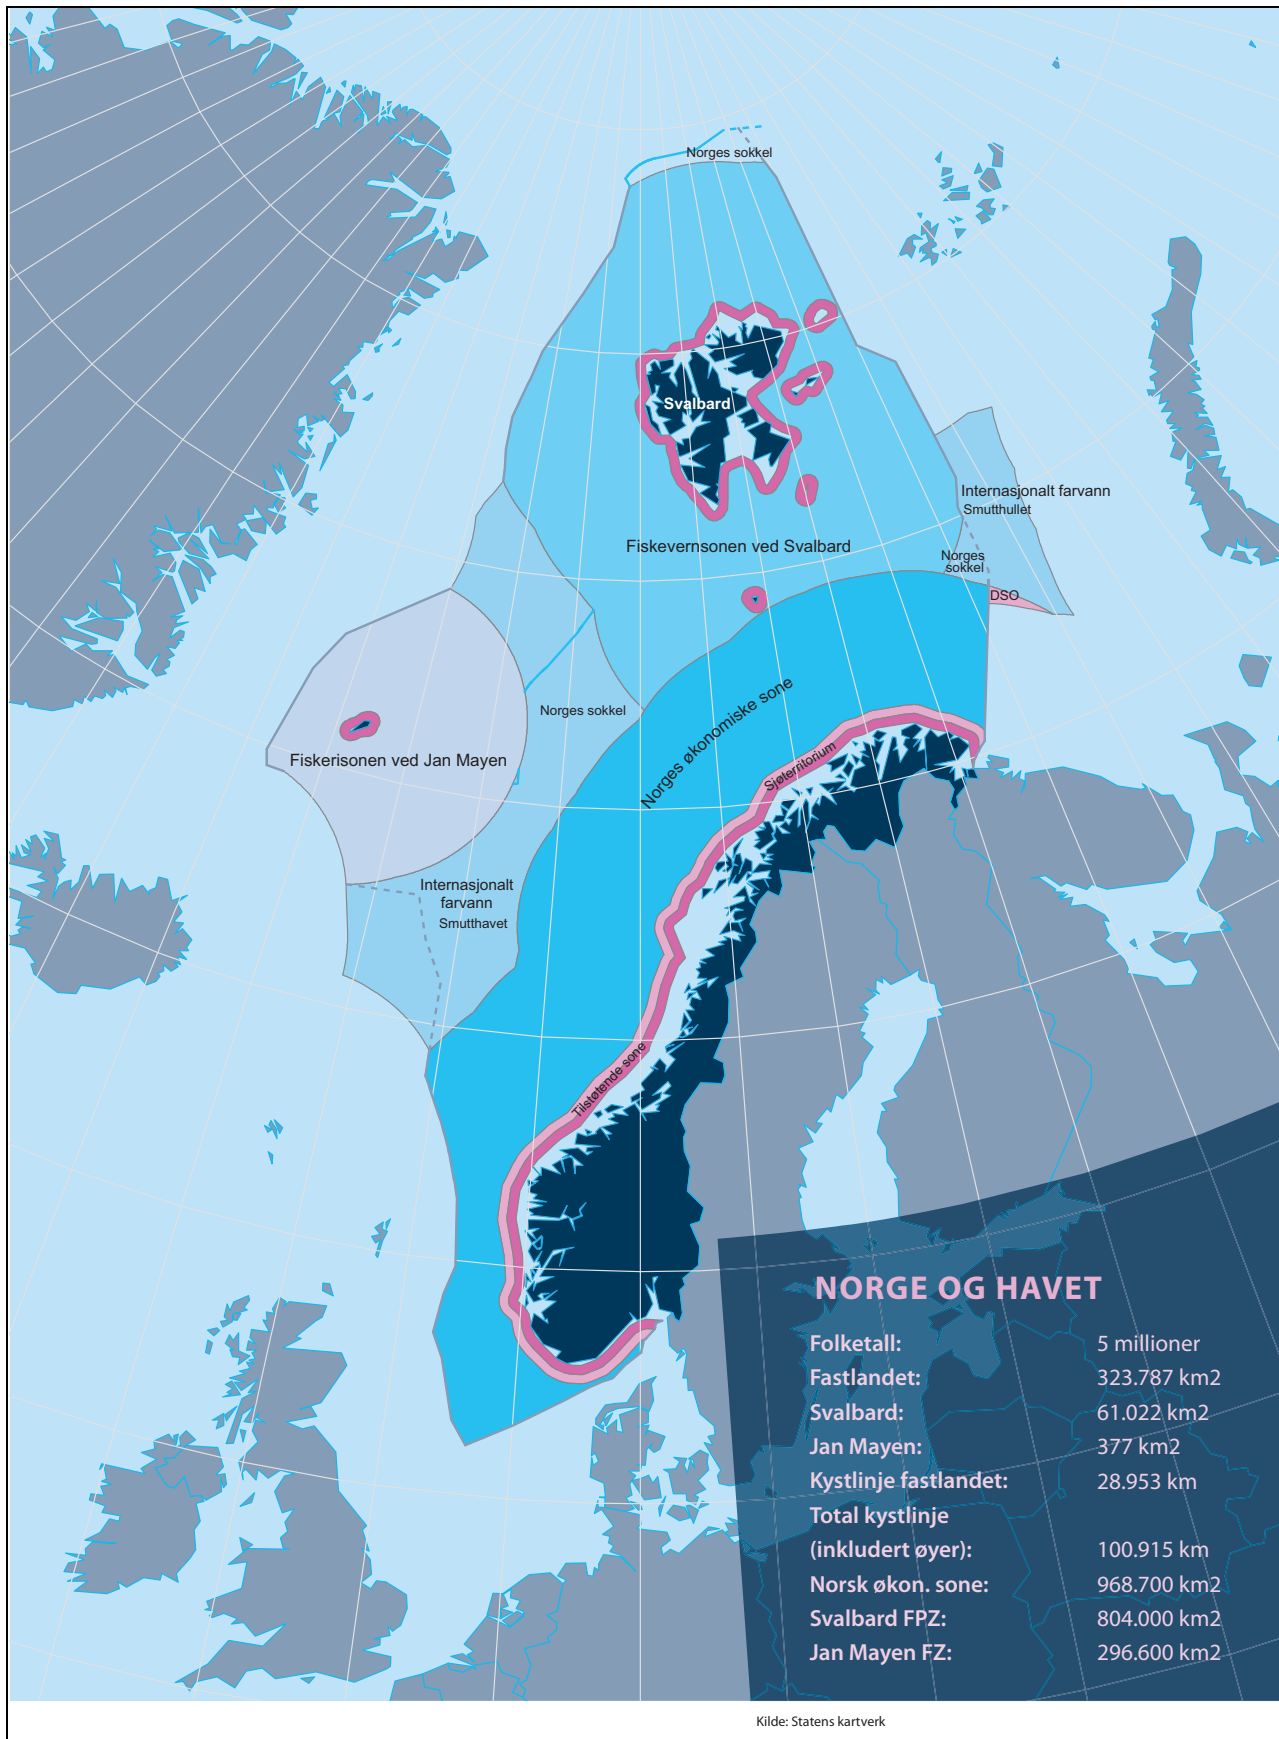 Norges sokkel
Svalbard
Internasjonalt farvann
Smutthullet
Fiskevernsonen ved Svalbard
Norges
sokkel
DSO
Norges økonomiske sone
Norges sokkel
Sjøterritorium
Fiskerisonen ved Jan Mayen
Internasjonalt
farvann
Smutthavet
Tilstøtende sone
NORGE OG HAVET
Folketall: 5 millioner
Fastlandet: 323.787 km2
Svalbard: 61.022 km2
Jan Mayen: 377 km2
Kystlinje fastlandet: 28.953 km
Total kystlinje
(inkludert øyer): 100.915 km
Norsk økon. sone: 968.700 km2
Svalbard FPZ: 804.000 km2
Jan Mayen FZ: 296.600 km2
Kilde: Statens kartverk